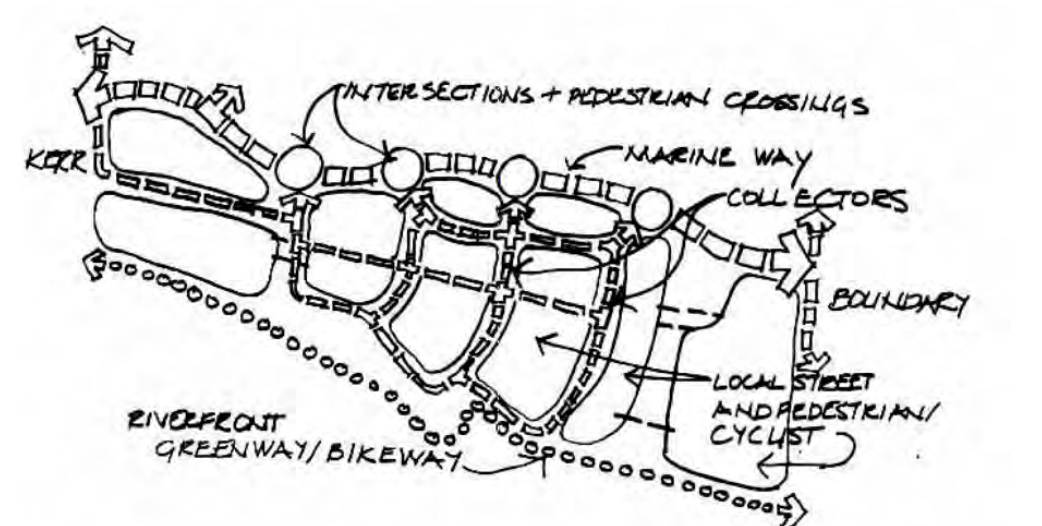 INTERSECTIONS + PEDESTRIAN CROSSINGS
KERR
MARINE WAY
COLLECTORS
BOUNDARY
LOCAL STREET
AND PEDESTRIAN/
CYCLIST
RIVERFRONT
GREENWAY/BIKEWAY